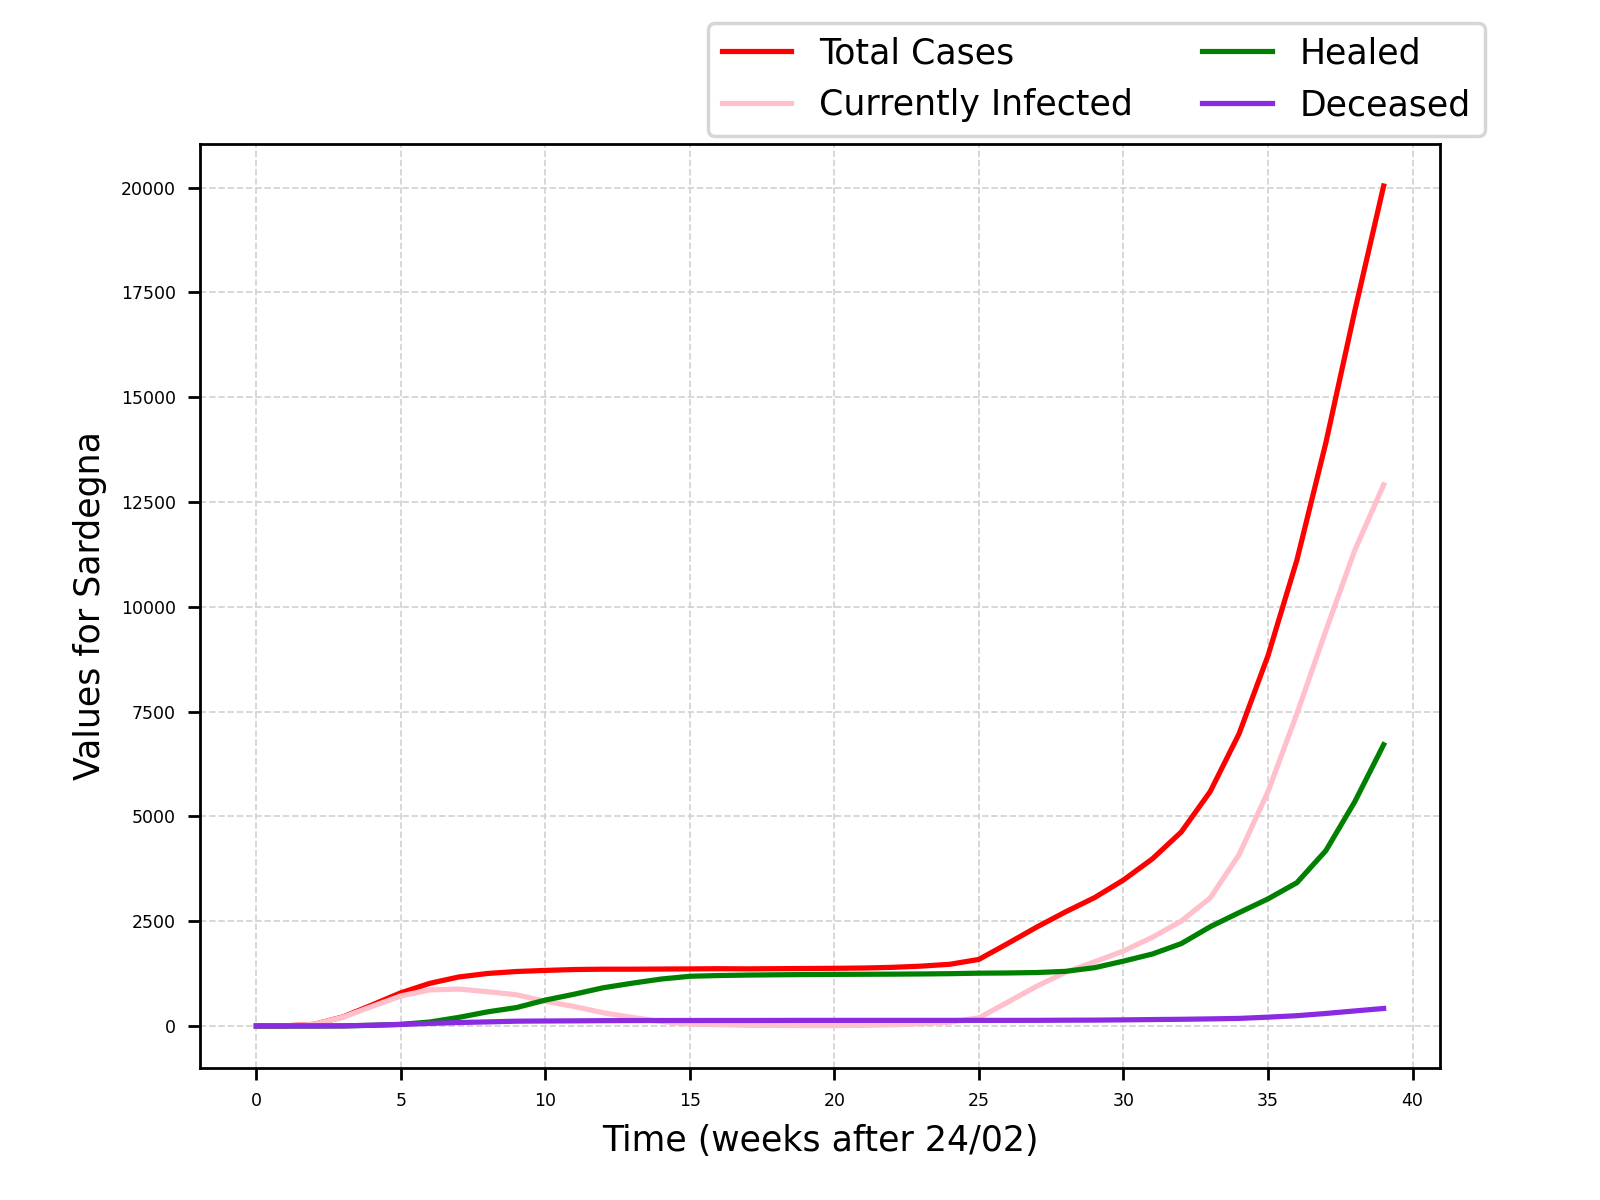 Total Cases
Currently Infected
Healed
Deceased
20000
17500
15000
12500
10000
7500
5000
2500
0
Values for Sardegna
0 5 10 15 20 25 30 35 40
Time (weeks after 24/02)